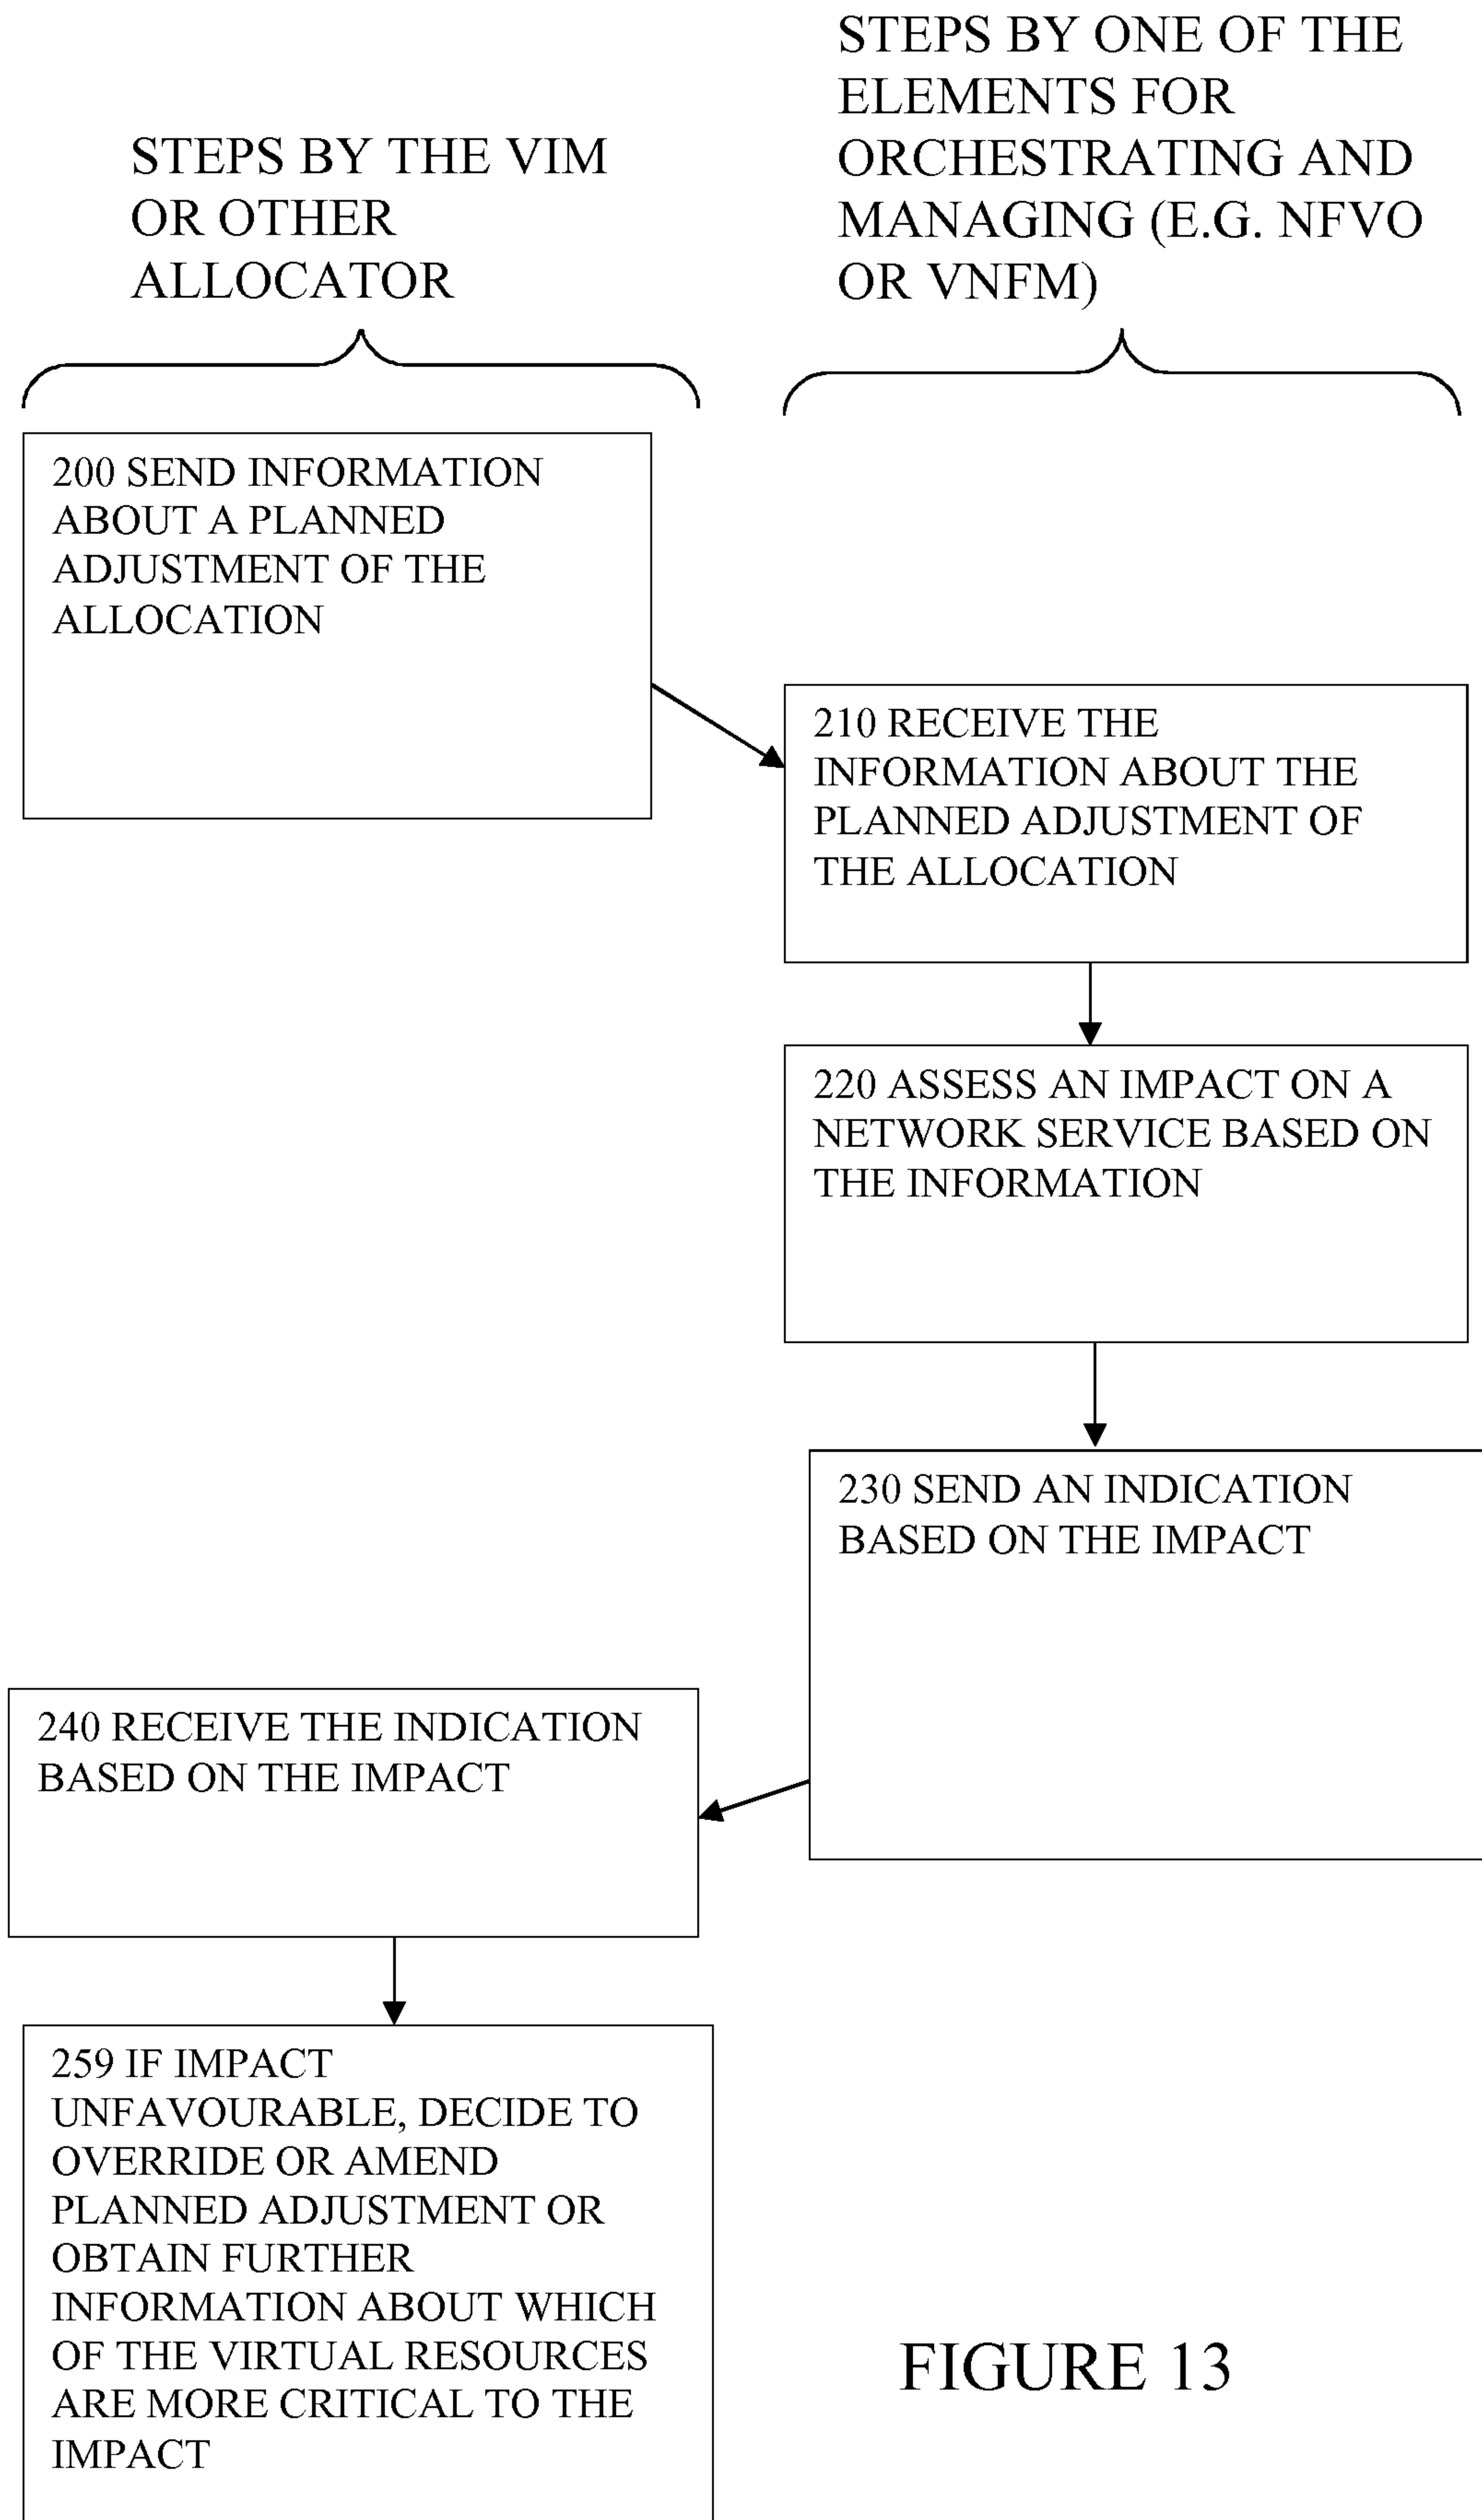 STEPS BY THE VIM
OR OTHER
ALLOCATOR
STEPS BY ONE OF THE
ELEMENTS FOR
ORCHESTRATING AND
MANAGING (E.G. NFVO
OR VNFM)
200 SEND INFORMATION
ABOUT A PLANNED
ADJUSTMENT OF THE
ALLOCATION
210 RECEIVE THE
INFORMATION ABOUT THE
PLANNED ADJUSTMENT OF
THE ALLOCATION
220 ASSESS AN IMPACT ON A
NETWORK SERVICE BASED ON
THE INFORMATION
230 SEND AN INDICATION
BASED ON THE IMPACT
240 RECEIVE THE INDICATION
BASED ON THE IMPACT
259 IF IMPACT
UNFAVOURABLE, DECIDE TO
OVERRIDE OR AMEND
PLANNED ADJUSTMENT OR
OBTAIN FURTHER
INFORMATION ABOUT WHICH
OF THE VIRTUAL RESOURCES
ARE MORE CRITICAL TO THE
IMPACT
FIGURE 13